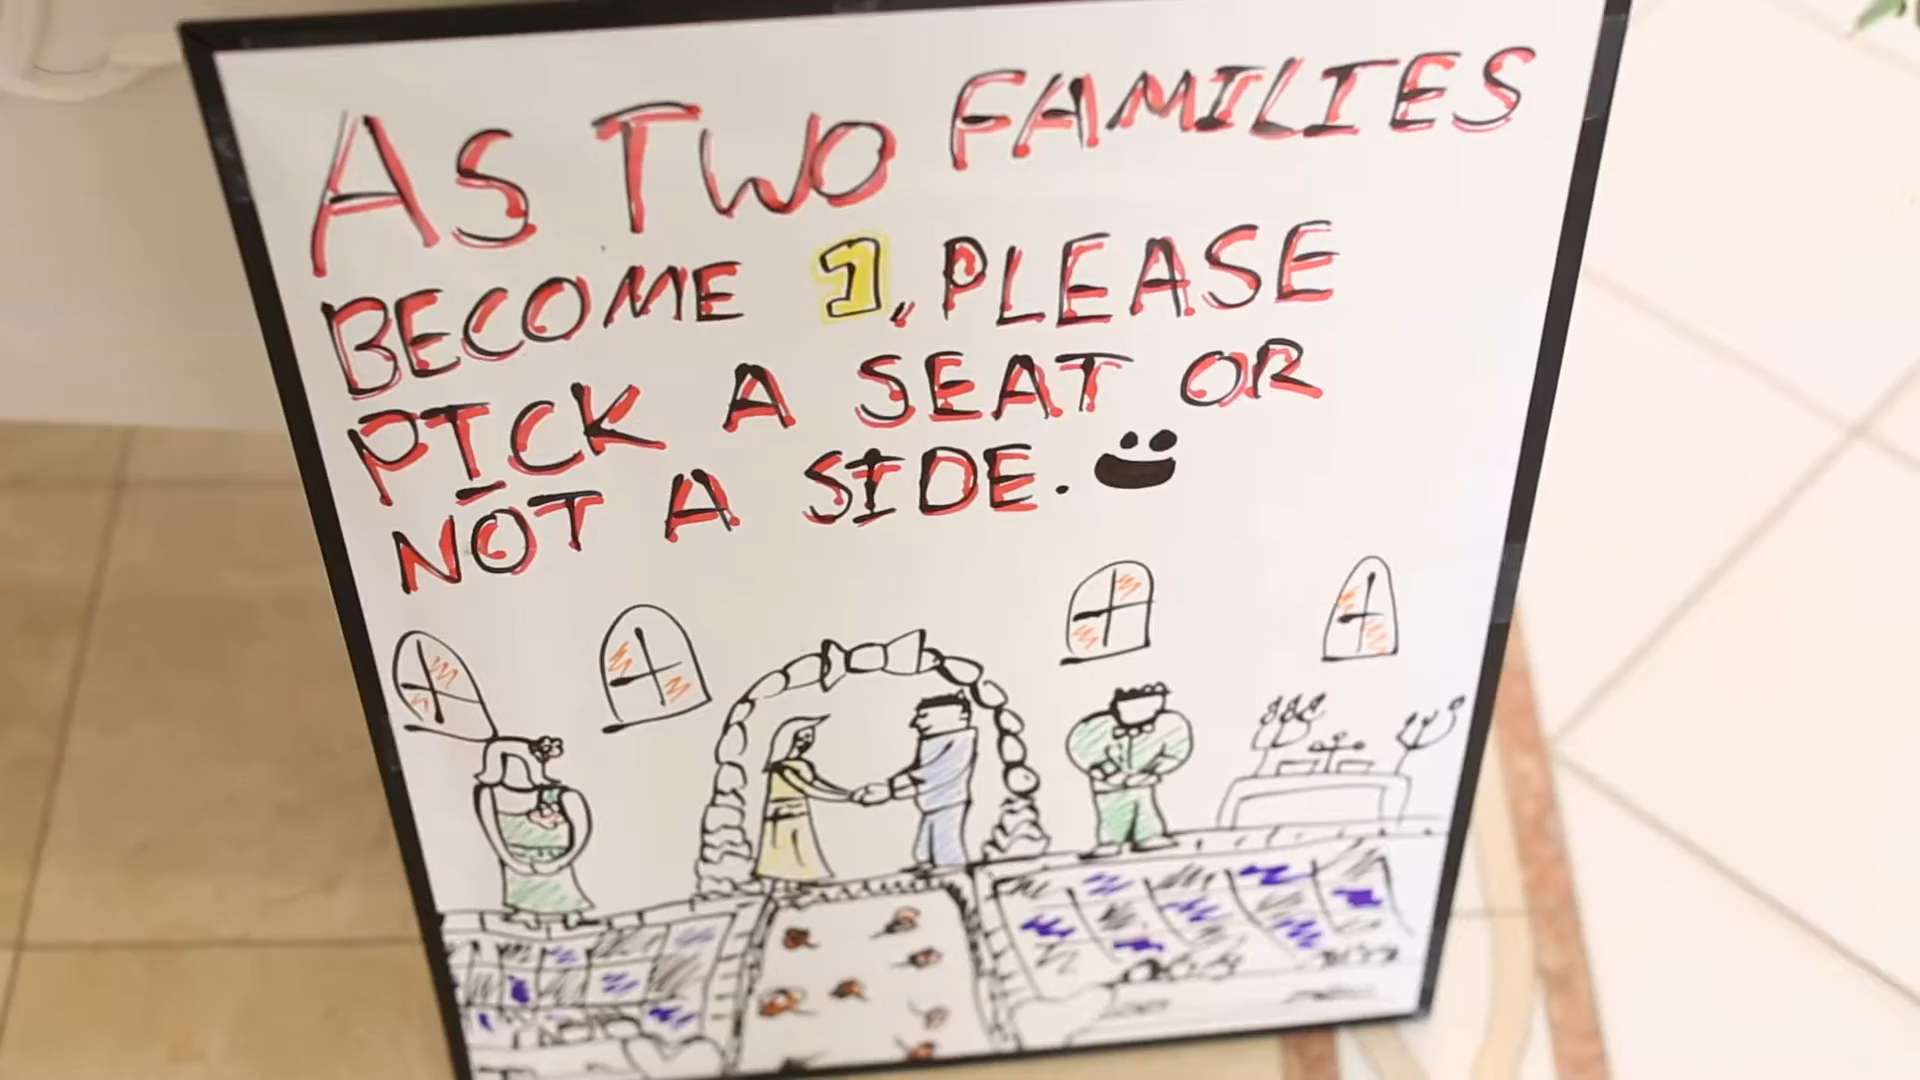 AS TWO FAMILIES
BECOME 1, PLEASE
PICK A SEAT OR
NOT A SIDE.